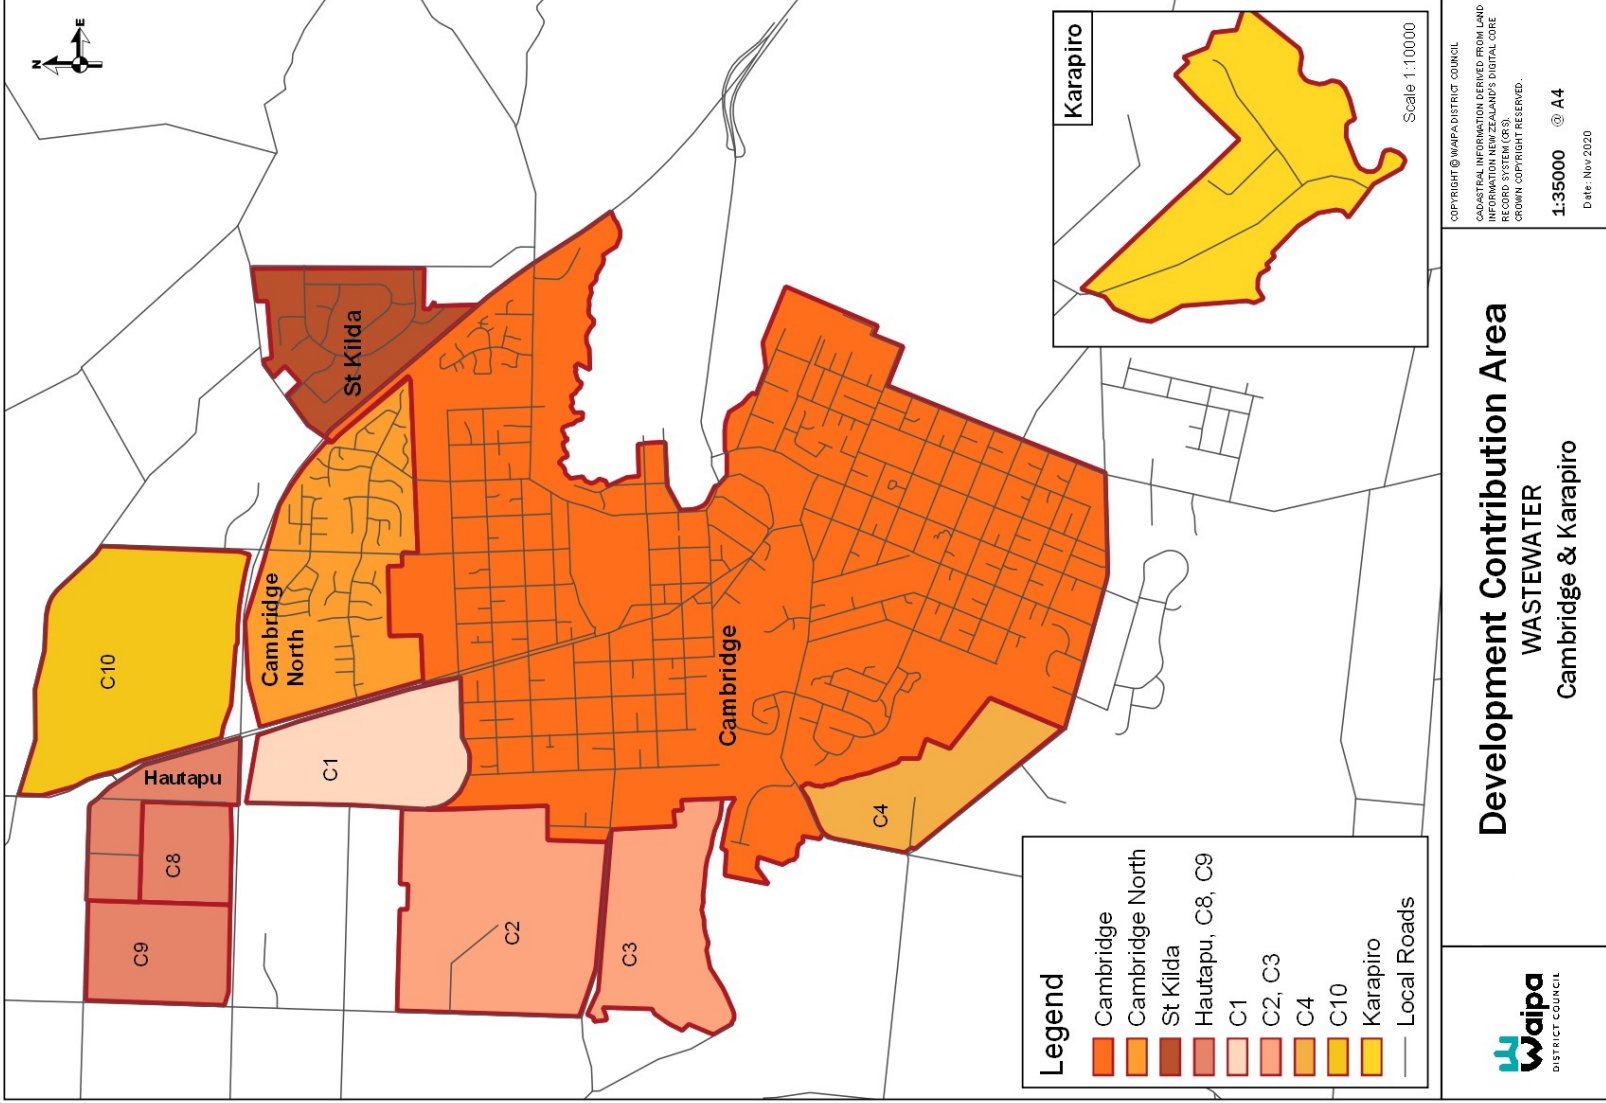 N
E
C10
Hautapu
C8
C9
St Kilda
Cambridge
North
C1
C2
C3
Cambridge
C4
Karapiro
Scale 1:10000
Legend
Cambridge
Cambridge North
St Kilda
Hautapu, C8, C9
C1
C2, C3
C4
C10
Karapiro
Local Roads
Waipa
DISTRICT COUNCIL
Development Contribution Area
WASTEWATER
Cambridge & Karapiro
COPYRIGHT @ WAIPA DISTRICT COUNCIL
CADASTRAL INFORMATION DERIVED FROM LAND
INFORMATION NEW ZEALAND'S DIGITAL CORE
RECORD SYSTEM (CRS).
CROWN COPYRIGHT RESERVED.
1:35000 @ A4
Date: Nov 2020